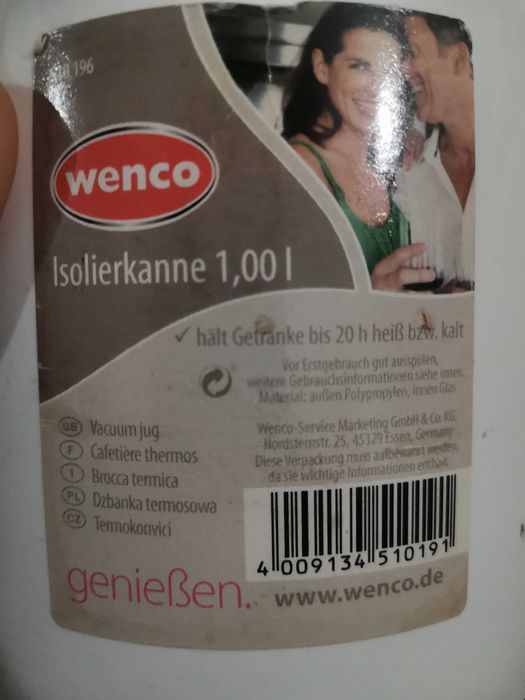 196
wenco
Isolierkanne 1,00 l
✓ hält Getränke bis 20 h heiß bzw. kalt
Vor Erstgebrauch gut ausspülen,
weitere Gebrauchsinformationen siehe innen.
Material: außen Polypropylen, innen Glas
Wenco-Service Marketing GmbH & Co. KG,
Nordsternstr. 25, 45329 Essen, Germany
Diese Verpackung muss aufbewahrt werden,
da sie wichtige Informationen enthält.
GB Vacuum jug
F Cafetière thermos
I Brocca termica
PL Dzbanka termosowa
CZ Termokonvici
4 009134 510191
genießen. www.wenco.de